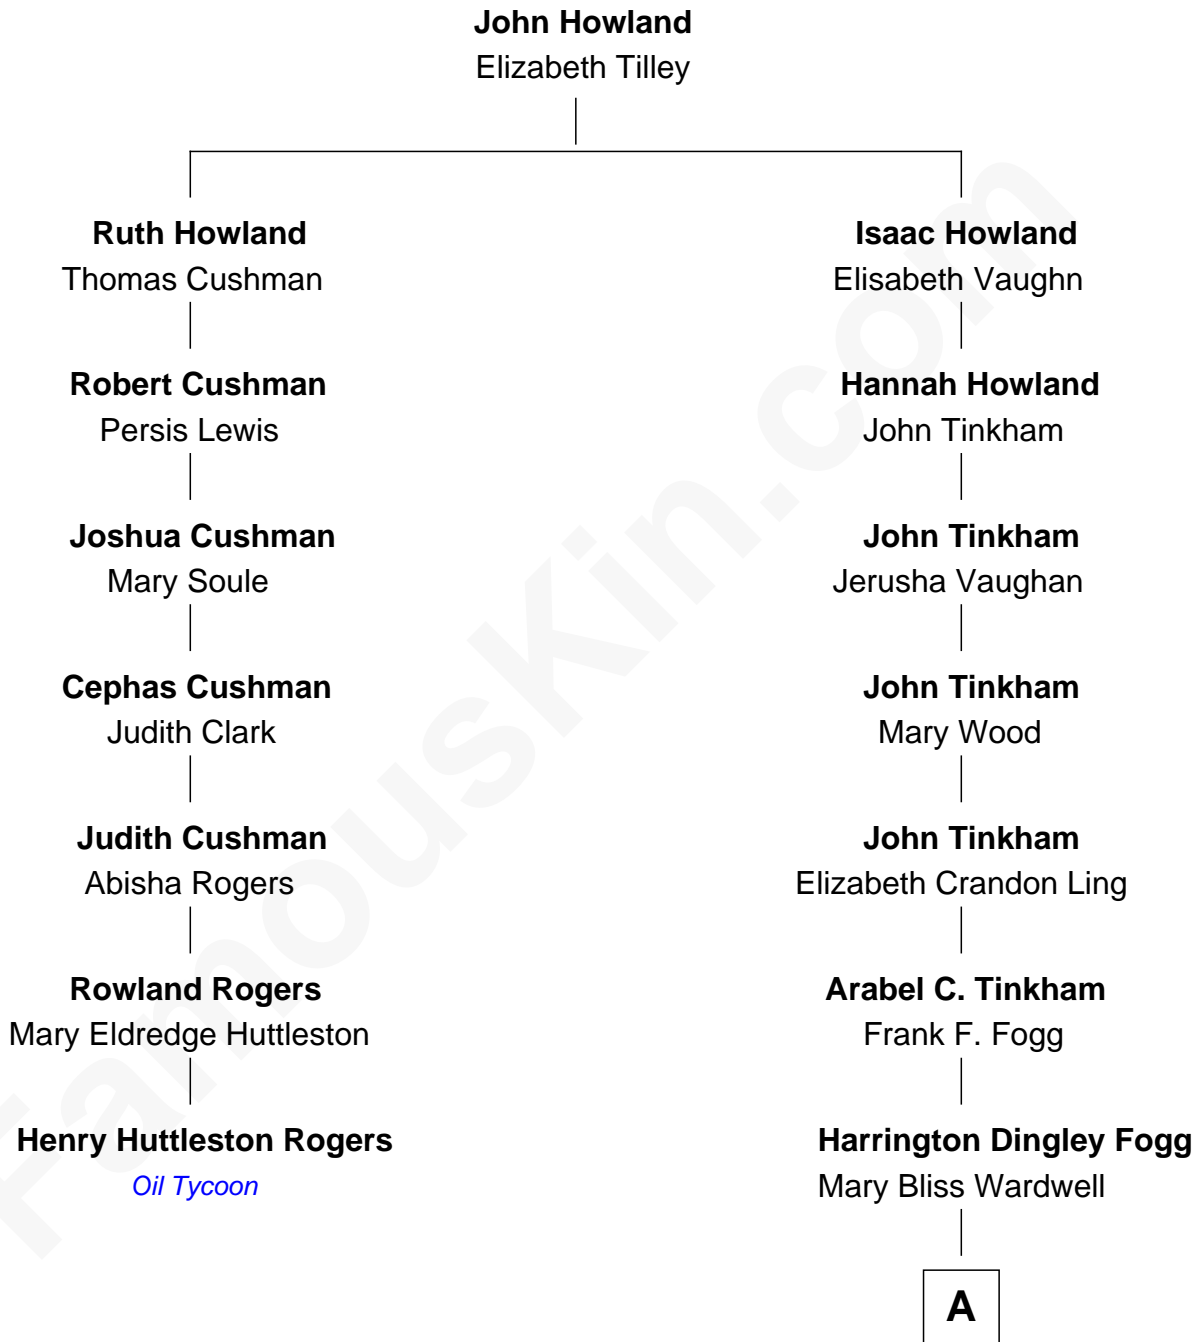 John Howland
Elizabeth Tilley
Ruth Howland
Thomas Cushman
Isaac Howland
Elisabeth Vaughn
Robert Cushman
Persis Lewis
Hannah Howland
John Tinkham
Joshua Cushman
Mary Soule
John Tinkham
Jerusha Vaughan
Cephas Cushman
Judith Clark
John Tinkham
Mary Wood
Judith Cushman
Abisha Rogers
John Tinkham
Elizabeth Crandon Ling
Rowland Rogers
Mary Eldredge Huttleston
Arabel C. Tinkham
Frank F. Fogg
Henry Huttleston Rogers
Oil Tycoon
Harrington Dingley Fogg
Mary Bliss Wardwell
A
FamousKin.com